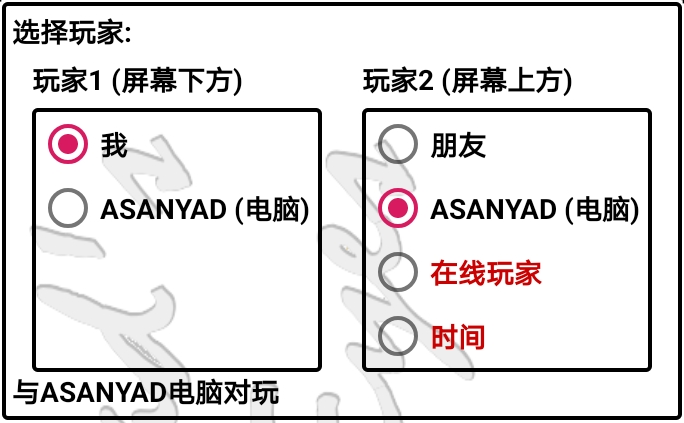 选择玩家:
玩家1 (屏幕下方)
玩家2 (屏幕上方)
我
ASANYAD (电脑)
朋友
ASANYAD (电脑)
在线玩家
时间
与ASANYAD电脑对玩